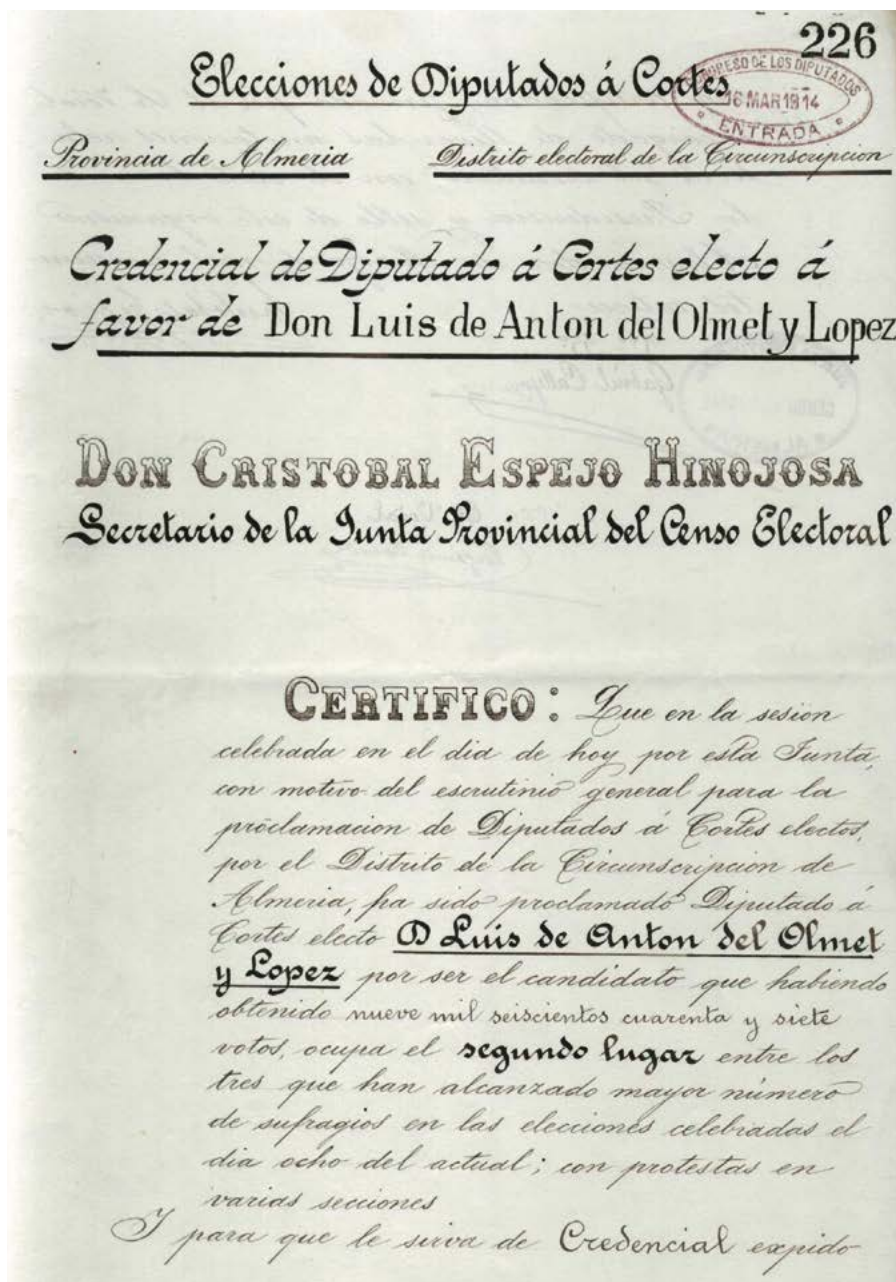 226
Elecciones de Diputados á Cortes
CONGRESO DE LOS DIPUTADOS
16 MAR 1914
ENTRADA
Provincia de Almeria Distrito electoral de la Circunscripcion
Credencial de Diputado á Cortes electo á
favor de Don Luis de Anton del Olmet y Lopez
DON CRISTOBAL ESPEJO HINOJOSA
Secretario de la Junta Provincial del Censo Electoral
CERTIFICO: Que en la sesion
celebrada en el dia de hoy por esta Junta,
con motivo del escrutinio general para la
proclamacion de Diputados á Cortes electos,
por el Distrito de la Circunscripcion de
Almeria, ha sido proclamado Diputado á
Cortes electo D Luis de Anton del Olmet
y Lopez por ser el candidato que habiendo
obtenido nueve mil seiscientos cuarenta y siete
votos, ocupa el segundo lugar entre los
tres que han alcanzado mayor número
de sufragios en las elecciones celebradas el
dia ocho del actual; con protestas en
varias secciones
Y para que le sirva de Credencial expido